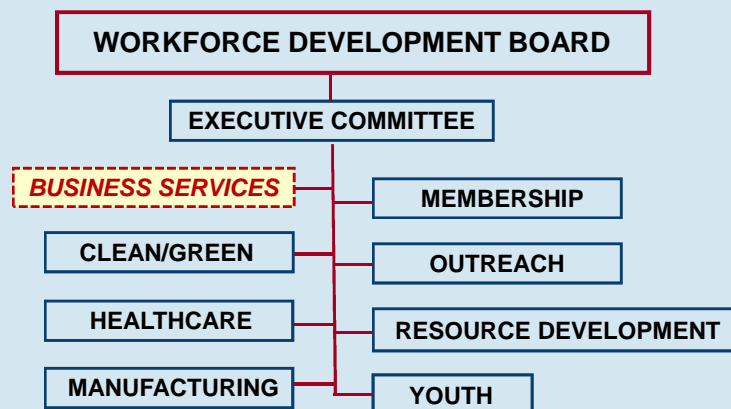 WORKFORCE DEVELOPMENT BOARD
EXECUTIVE COMMITTEE
BUSINESS SERVICES
MEMBERSHIP
CLEAN/GREEN
OUTREACH
HEALTHCARE
RESOURCE DEVELOPMENT
MANUFACTURING
YOUTH